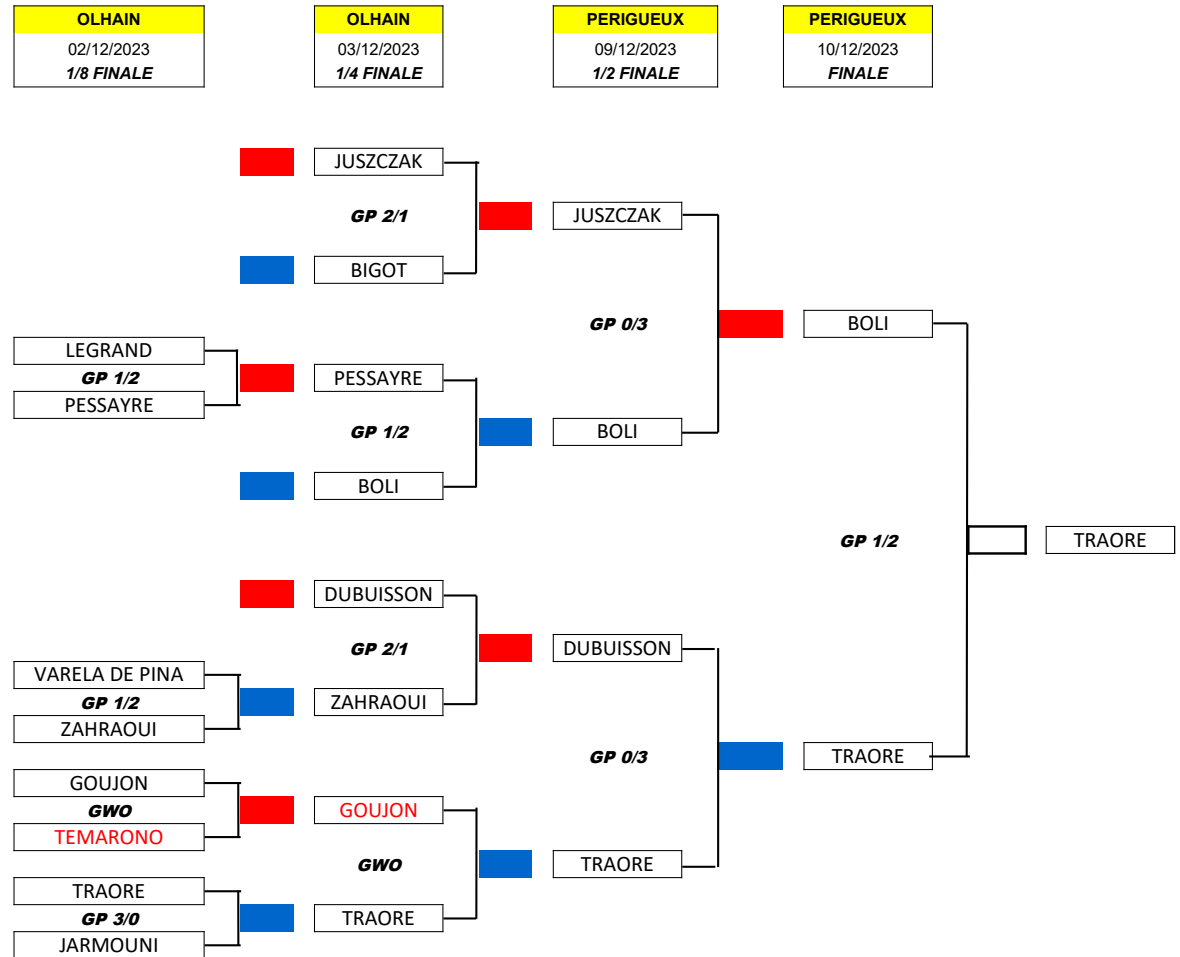 OLHAIN
02/12/2023
1/8 FINALE
OLHAIN
03/12/2023
1/4 FINALE
PERIGUEUX
09/12/2023
1/2 FINALE
PERIGUEUX
10/12/2023
FINALE
JUSZCZAK
GP 2/1
BIGOT
LEGRAND
GP 1/2
PESSAYRE
PESSAYRE
GP 1/2
BOLI
JUSZCZAK
GP 0/3
BOLI
BOLI
GP 1/2
TRAORE
TRAORE
DUBUISSON
GP 2/1
ZAHRAOUI
VARELA DE PINA
GP 1/2
ZAHRAOUI
GOUJON
GWO
TEMARONO
TRAORE
GP 3/0
JARMOUNI
GOUJON
GWO
TRAORE
DUBUISSON
GP 0/3
TRAORE